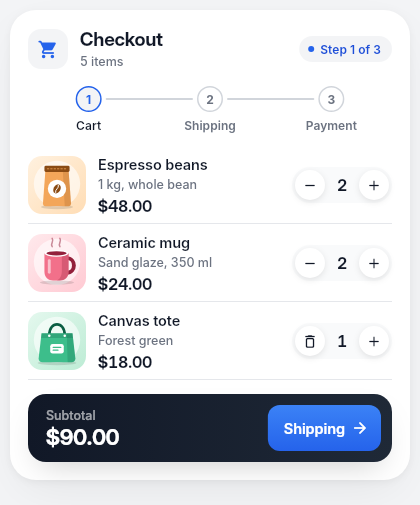 Checkout
5 items
Step 1 of 3
1 2 3
Cart Shipping Payment
Espresso beans
1 kg, whole bean
$48.00
− 2 +
Ceramic mug
Sand glaze, 350 ml
$24.00
− 2 +
Canvas tote
Forest green
$18.00
1 +
Subtotal
$90.00
Shipping →